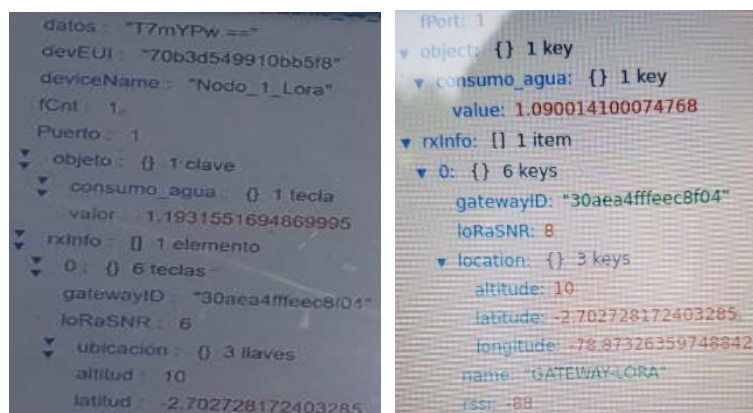 datos : "T7mYPw =="
devEUI : "70b3d549910bb5f8"
deviceName : "Nodo_1_Lora"
fCnt : 1
Puerto : 1
objeto : {} 1 clave
consumo_agua : {} 1 tecla
valor : 1.1931551694869995
rxInfo : [] 1 elemento
0 : {} 6 teclas
gatewayID : "30aea4fffeec8f04"
loRaSNR : 6
ubicación : {} 3 llaves
altitud : 10
latitud : -2.702728172403285
fPort: 1
object: {} 1 key
consumo_agua: {} 1 key
value: 1.090014100074768
rxInfo: [] 1 item
0: {} 6 keys
gatewayID: "30aea4fffeec8f04"
loRaSNR: 8
location: {} 3 keys
altitude: 10
latitude: -2.702728172403285
longitude: -78.87326359748842
name: "GATEWAY-LORA"
rssi: -88